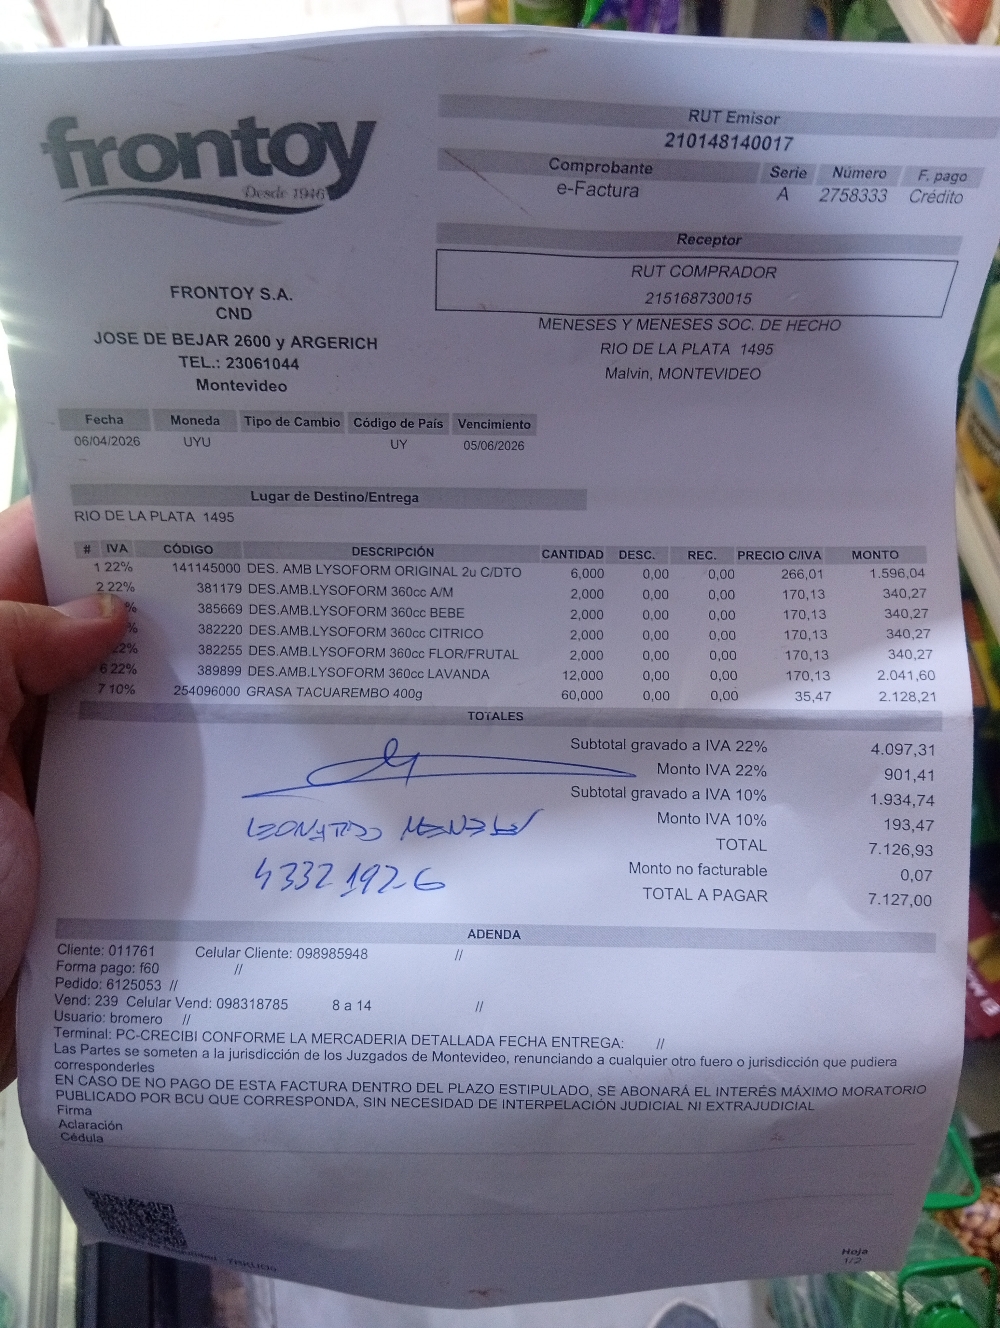 frontoy
Desde 1946
RUT Emisor
210148140017
Comprobante Serie Número F. pago
e-Factura A 2758333 Crédito
Receptor
RUT COMPRADOR
215168730015
MENESES Y MENESES SOC. DE HECHO
RIO DE LA PLATA 1495
Malvin, MONTEVIDEO
FRONTOY S.A.
CND
JOSE DE BEJAR 2600 y ARGERICH
TEL.: 23061044
Montevideo
Fecha Moneda Tipo de Cambio Código de País Vencimiento
06/04/2026 UYU UY 05/06/2026
Lugar de Destino/Entrega
RIO DE LA PLATA 1495
# IVA CÓDIGO DESCRIPCIÓN CANTIDAD DESC. REC. PRECIO C/IVA MONTO
1 22% 141145000 DES. AMB LYSOFORM ORIGINAL 2u C/DTO 6,000 0,00 0,00 266,01 1.596,04
2 22% 381179 DES.AMB.LYSOFORM 360cc A/M 2,000 0,00 0,00 170,13 340,27
% 385669 DES.AMB.LYSOFORM 360cc BEBE 2,000 0,00 0,00 170,13 340,27
% 382220 DES.AMB.LYSOFORM 360cc CITRICO 2,000 0,00 0,00 170,13 340,27
22% 382255 DES.AMB.LYSOFORM 360cc FLOR/FRUTAL 2,000 0,00 0,00 170,13 340,27
6 22% 389899 DES.AMB.LYSOFORM 360cc LAVANDA 12,000 0,00 0,00 170,13 2.041,60
7 10% 254096000 GRASA TACUAREMBO 400g 60,000 0,00 0,00 35,47 2.128,21
TOTALES
Subtotal gravado a IVA 22% 4.097,31
Monto IVA 22% 901,41
Subtotal gravado a IVA 10% 1.934,74
Monto IVA 10% 193,47
TOTAL 7.126,93
Monto no facturable 0,07
TOTAL A PAGAR 7.127,00
LEONARDO MENESES
43321926
ADENDA
Cliente: 011761 Celular Cliente: 098985948 //
Forma pago: f60 //
Pedido: 6125053 //
Vend: 239 Celular Vend: 098318785 8 a 14 //
Usuario: bromero //
Terminal: PC-CRECIBI CONFORME LA MERCADERIA DETALLADA FECHA ENTREGA: //
Las Partes se someten a la jurisdicción de los Juzgados de Montevideo, renunciando a cualquier otro fuero o jurisdicción que pudiera
corresponderles
EN CASO DE NO PAGO DE ESTA FACTURA DENTRO DEL PLAZO ESTIPULADO, SE ABONARÁ EL INTERÉS MÁXIMO MORATORIO
PUBLICADO POR BCU QUE CORRESPONDA, SIN NECESIDAD DE INTERPELACIÓN JUDICIAL NI EXTRAJUDICIAL
Firma
Aclaración
Cédula
Hoja
1/2